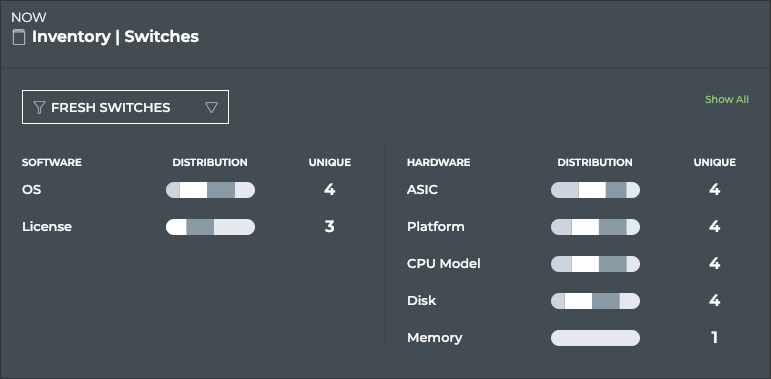 NOW
Inventory | Switches
FRESH SWITCHES
Show All
SOFTWARE DISTRIBUTION UNIQUE
OS 4
License 3
HARDWARE DISTRIBUTION UNIQUE
ASIC 4
Platform 4
CPU Model 4
Disk 4
Memory 1